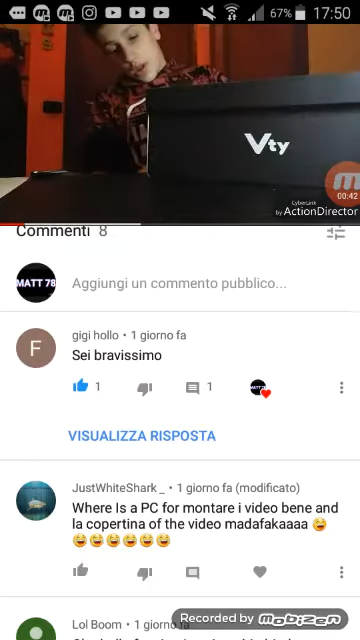 67% 17:50
Vty
00:42
CyberLink
by ActionDirector
Commenti 8
MATT 78
Aggiungi un commento pubblico...
F
gigi hollo • 1 giorno fa
Sei bravissimo
1 1
VISUALIZZA RISPOSTA
JustWhiteShark_ • 1 giorno fa (modificato)
Where Is a PC for montare i video bene and
la copertina of the video madafakaaaa 😂
😂😂😂😂😂😂
Lol Boom • 1 giorno fa
Recorded by mobizen